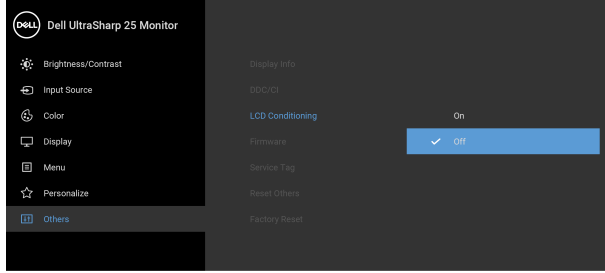 DELL Dell UltraSharp 25 Monitor
Brightness/Contrast
Input Source
Color
Display
Menu
Personalize
Others
Display Info
DDC/CI
LCD Conditioning
Firmware
Service Tag
Reset Others
Factory Reset
On
Off